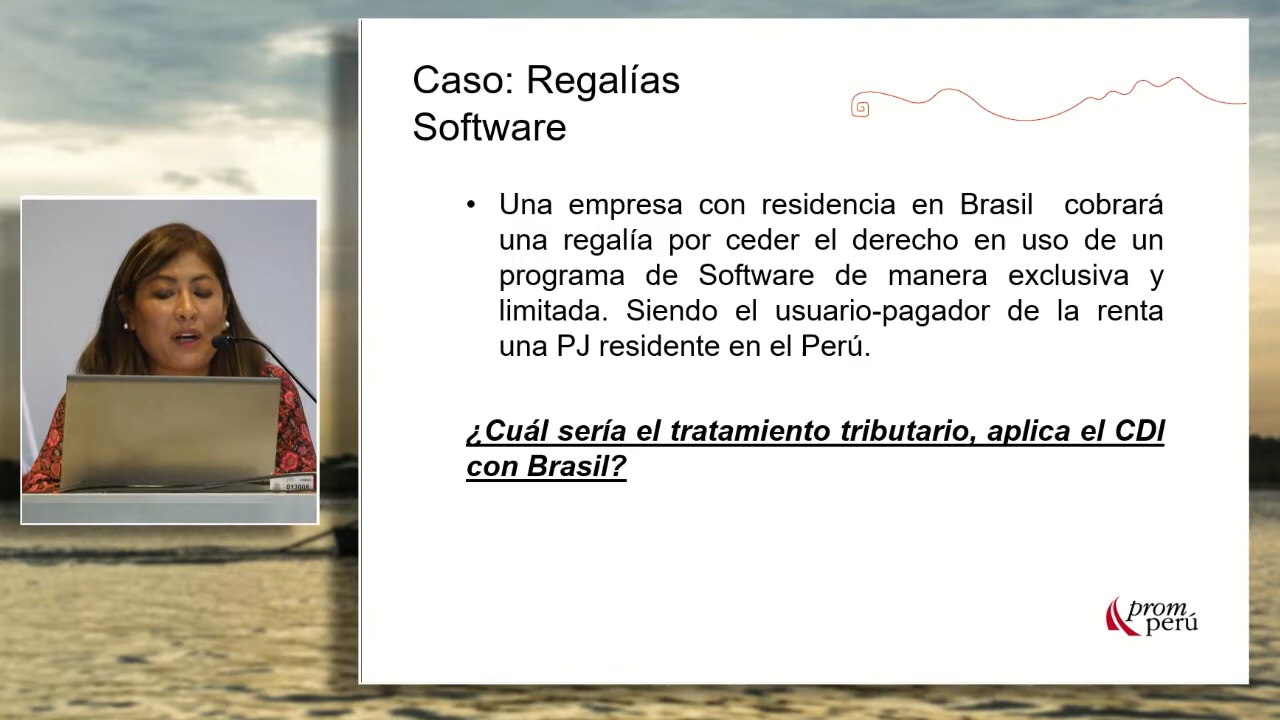 Caso: Regalías
Software
• Una empresa con residencia en Brasil cobrará
una regalía por ceder el derecho en uso de un
programa de Software de manera exclusiva y
limitada. Siendo el usuario-pagador de la renta
una PJ residente en el Perú.
¿Cuál sería el tratamiento tributario, aplica el CDI
con Brasil?
prom
perú